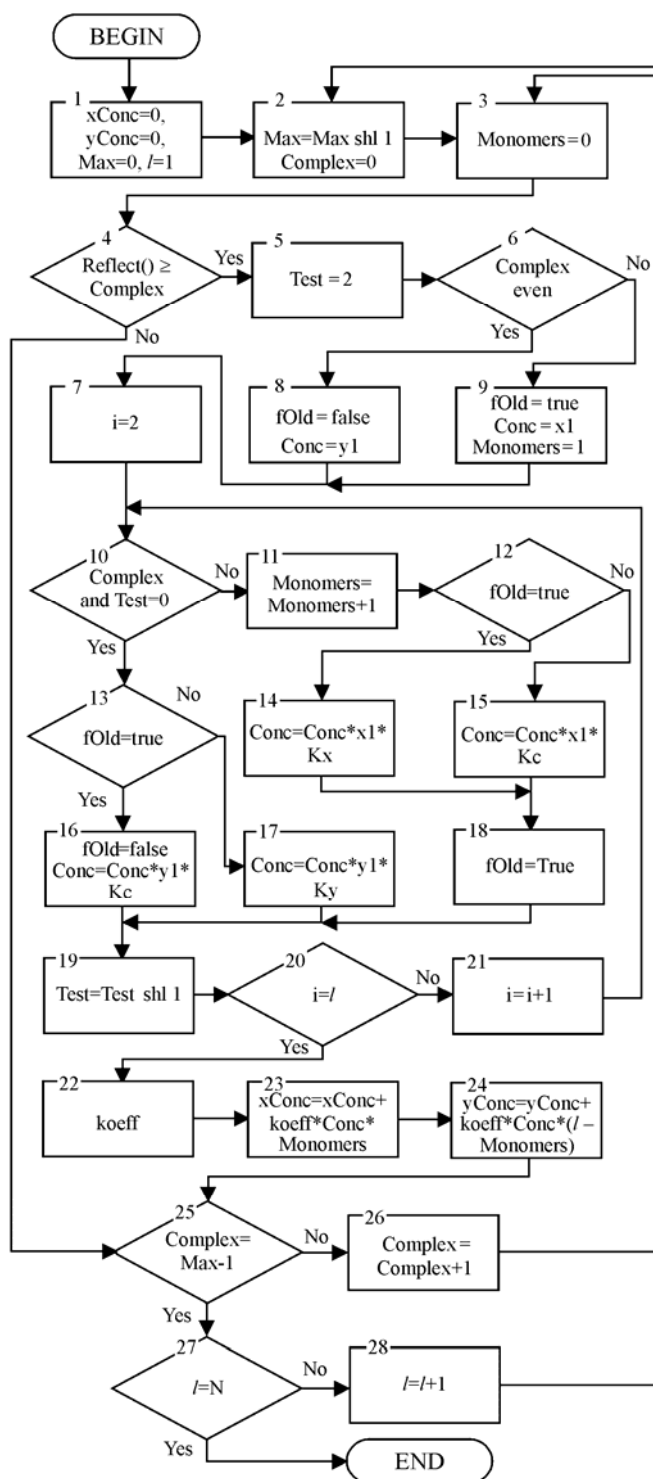 BEGIN
1
xConc=0,
yConc=0,
Max=0, l=1
2
Max=Max shl 1
Complex=0
3
Monomers=0
4
Reflect() ≥
Complex
Yes
No
5
Test =2
6
Complex
even
No
Yes
7
i=2
8
fOld= false
Conc=y1
9
fOld= true
Conc = x1
Monomers=1
10
Complex
and Test=0
No
Yes
11
Monomers=
Monomers+1
12
fOld=true
No
Yes
13
fOld=true
No
Yes
14
Conc=Conc*x1*
Kx
15
Conc=Conc*x1*
Kc
16
fOld=false
Conc=Conc*y1*
Kc
17
Conc=Conc*y1*
Ky
18
fOld=True
19
Test=Test shl 1
20
i=l
No
Yes
21
i=i+1
22
koeff
23
xConc=xConc+
koeff*Conc*
Monomers
24
yConc=yConc+
koeff*Conc*(l –
Monomers)
25
Complex=
Max-1
No
Yes
26
Complex =
Complex+1
27
l=N
No
Yes
28
l=l+1
END